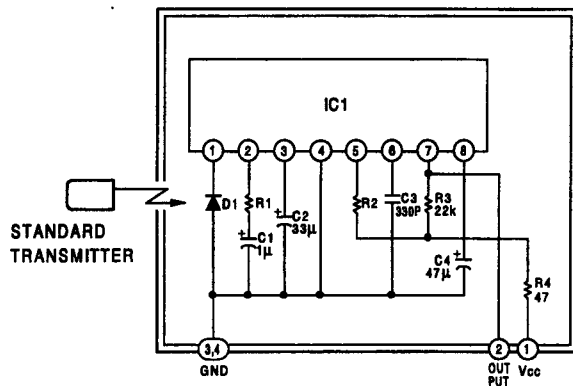 IC1
1 2 3 4 5 6 7 8
D1
R1
C1
1μ
C2
33μ
R2
C3
330P
R3
22k
C4
47μ
R4
47
STANDARD
TRANSMITTER
3,4
GND
2
OUT
PUT
1
Vcc